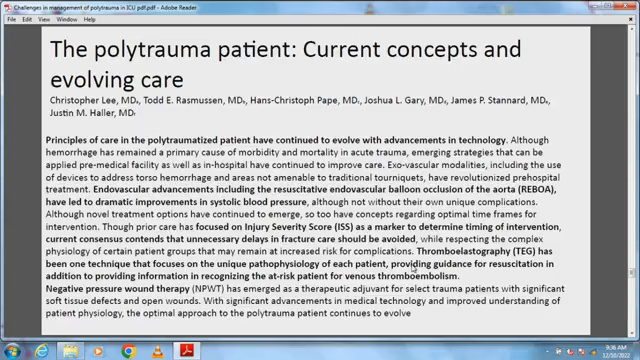 Challenges in management of polytrauma in ICU pdf.pdf - Adobe Reader
File Edit View Window Help
The polytrauma patient: Current concepts and
evolving care
Christopher Lee, MD, Todd E. Rasmussen, MD, Hans-Christoph Pape, MD, Joshua L. Gary, MD, James P. Stannard, MD,
Justin M. Haller, MD
Principles of care in the polytraumatized patient have continued to evolve with advancements in technology. Although
hemorrhage has remained a primary cause of morbidity and mortality in acute trauma, emerging strategies that can be
applied pre-medical facility as well as in-hospital have continued to improve care. Exo-vascular modalities, including the use
of devices to address torso hemorrhage and areas not amenable to traditional tourniquets, have revolutionized prehospital
treatment. Endovascular advancements including the resuscitative endovascular balloon occlusion of the aorta (REBOA),
have led to dramatic improvements in systolic blood pressure, although not without their own unique complications.
Although novel treatment options have continued to emerge, so too have concepts regarding optimal time frames for
intervention. Though prior care has focused on Injury Severity Score (ISS) as a marker to determine timing of intervention,
current consensus contends that unnecessary delays in fracture care should be avoided, while respecting the complex
physiology of certain patient groups that may remain at increased risk for complications. Thromboelastography (TEG) has
been one technique that focuses on the unique pathophysiology of each patient, providing guidance for resuscitation in
addition to providing information in recognizing the at-risk patient for venous thromboembolism.
Negative pressure wound therapy (NPWT) has emerged as a therapeutic adjuvant for select trauma patients with significant
soft tissue defects and open wounds. With significant advancements in medical technology and improved understanding of
patient physiology, the optimal approach to the polytrauma patient continues to evolve
9:36 AM
12/10/2022